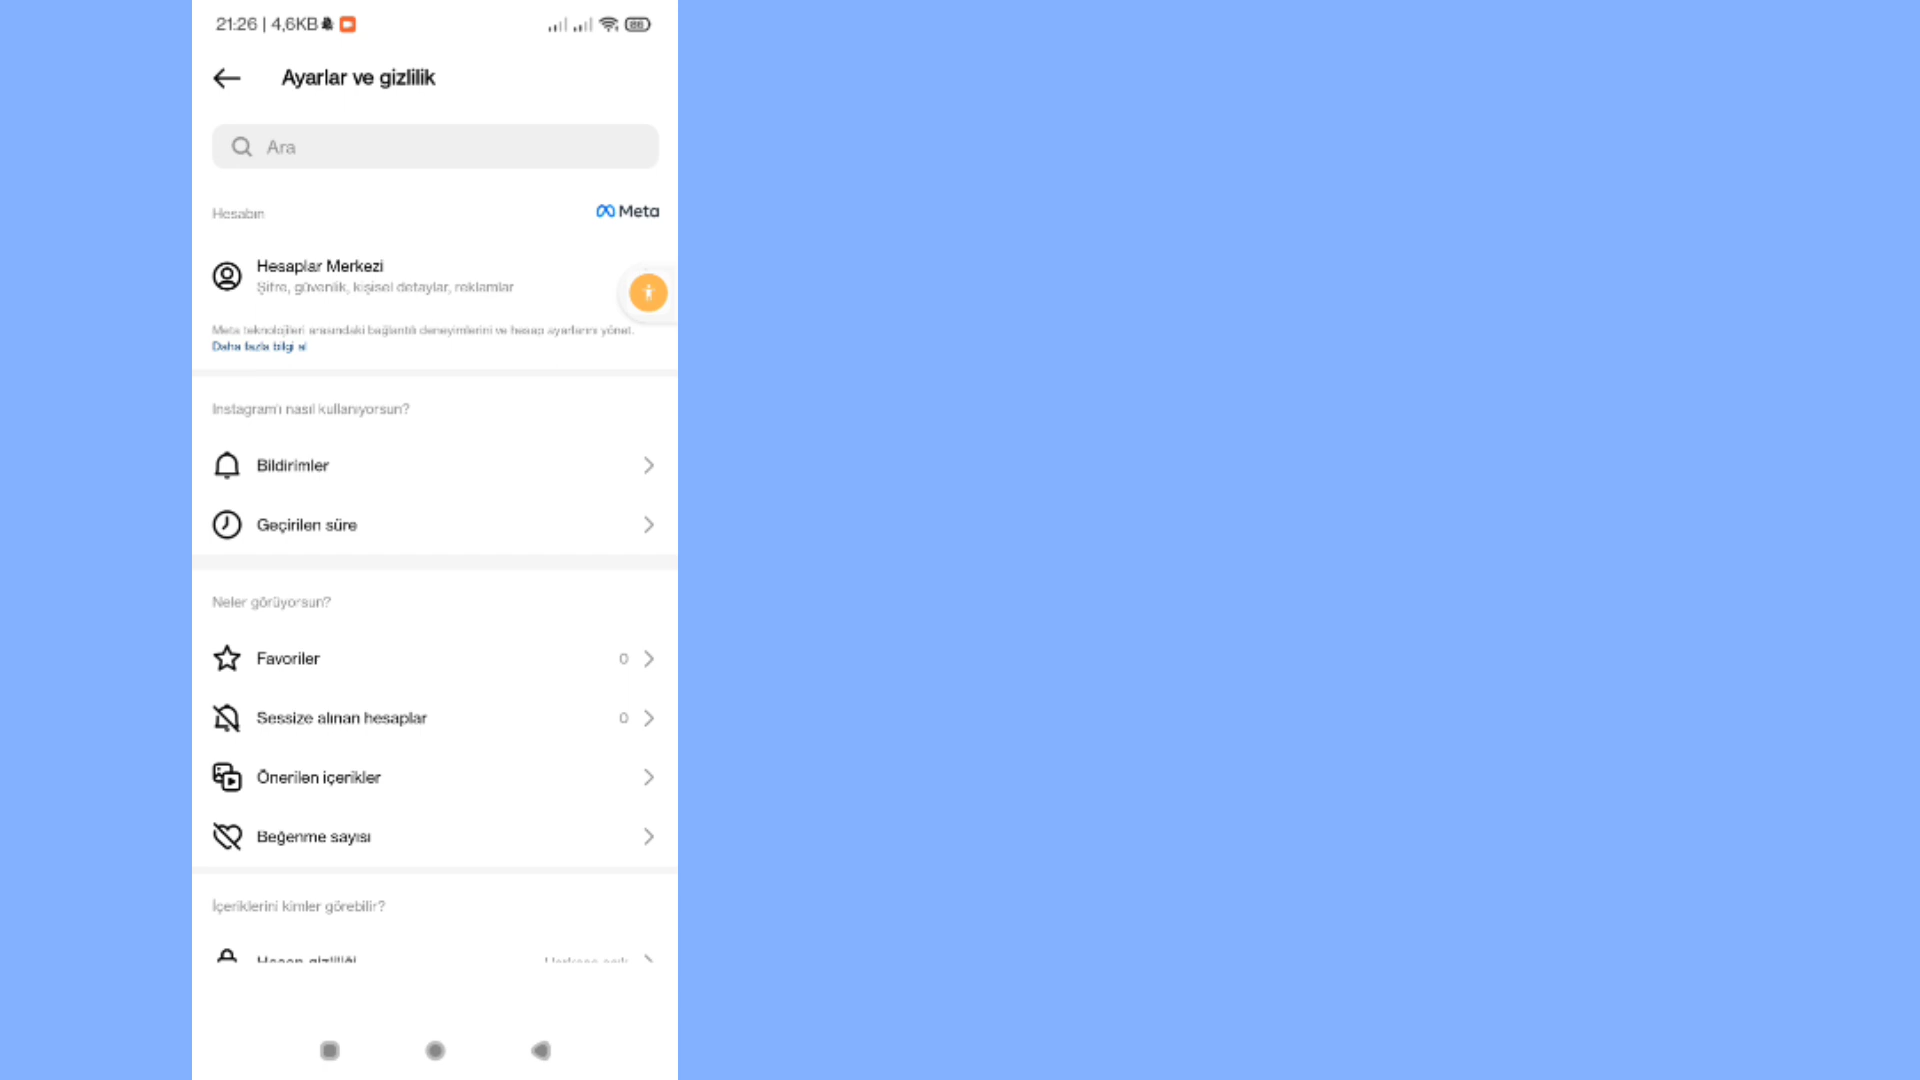 21:26 | 4,6KB
86
Ayarlar ve gizlilik
Ara
Hesabın
Meta
Hesaplar Merkezi
Şifre, güvenlik, kişisel detaylar, reklamlar
Meta teknolojileri arasındaki bağlantılı deneyimlerini ve hesap ayarlarını yönet.
Daha fazla bilgi al
Instagram'ı nasıl kullanıyorsun?
Bildirimler
Geçirilen süre
Neler görüyorsun?
Favoriler 0
Sessize alınan hesaplar 0
Önerilen içerikler
Beğenme sayısı
İçeriklerini kimler görebilir?
Hesap gizliliği Herkese açık